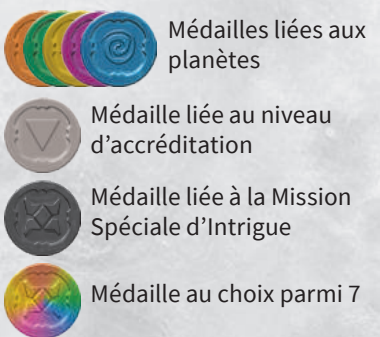 Médailles liées aux
planètes
Médaille liée au niveau
d’accréditation
Médaille liée à la Mission
Spéciale d’Intrigue
Médaille au choix parmi 7